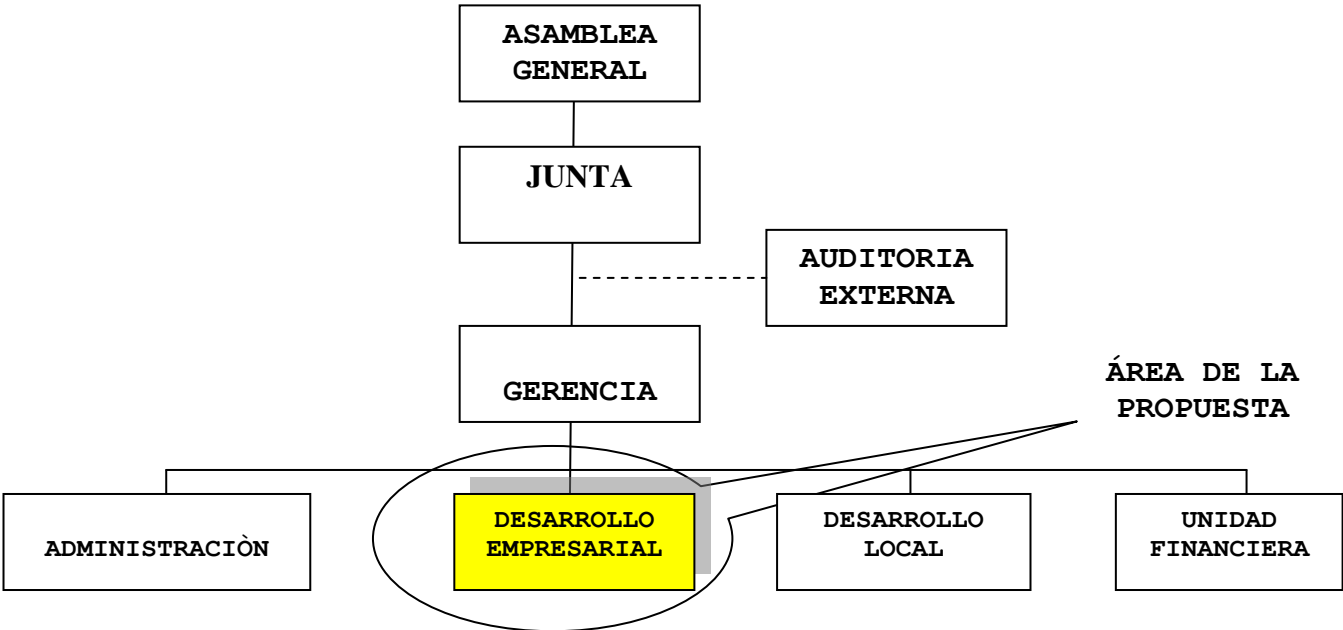 ASAMBLEA
GENERAL
JUNTA
AUDITORIA
EXTERNA
GERENCIA
ÁREA DE LA
PROPUESTA
ADMINISTRACIÒN
DESARROLLO
EMPRESARIAL
DESARROLLO
LOCAL
UNIDAD
FINANCIERA